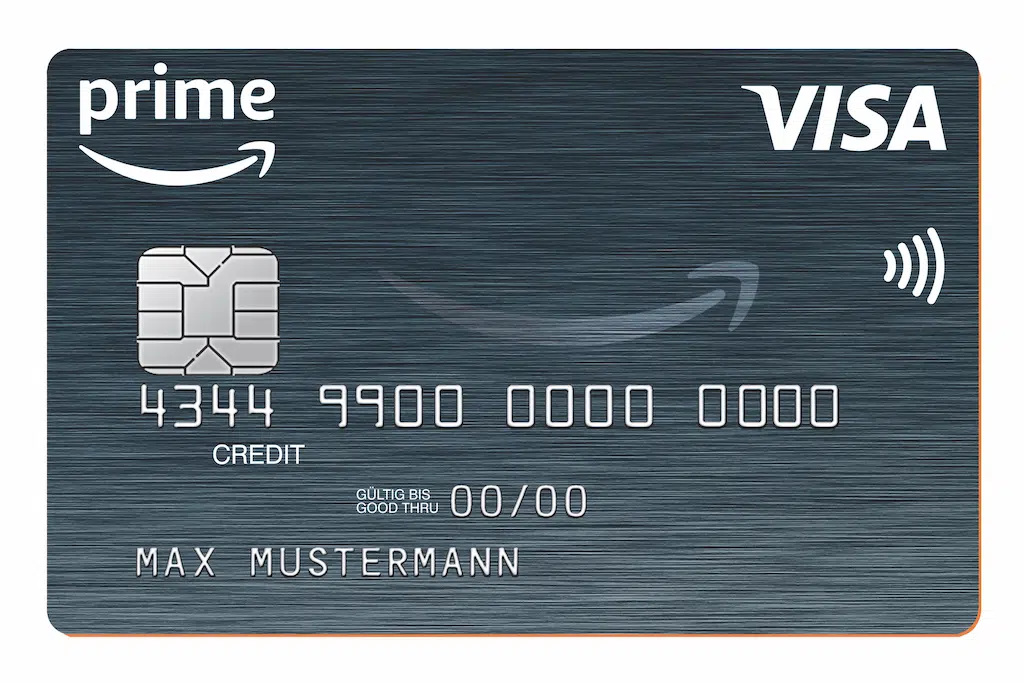 prime
VISA
4344 9900 0000 0000
CREDIT
GÜLTIG BIS
GOOD THRU 00/00
MAX MUSTERMANN